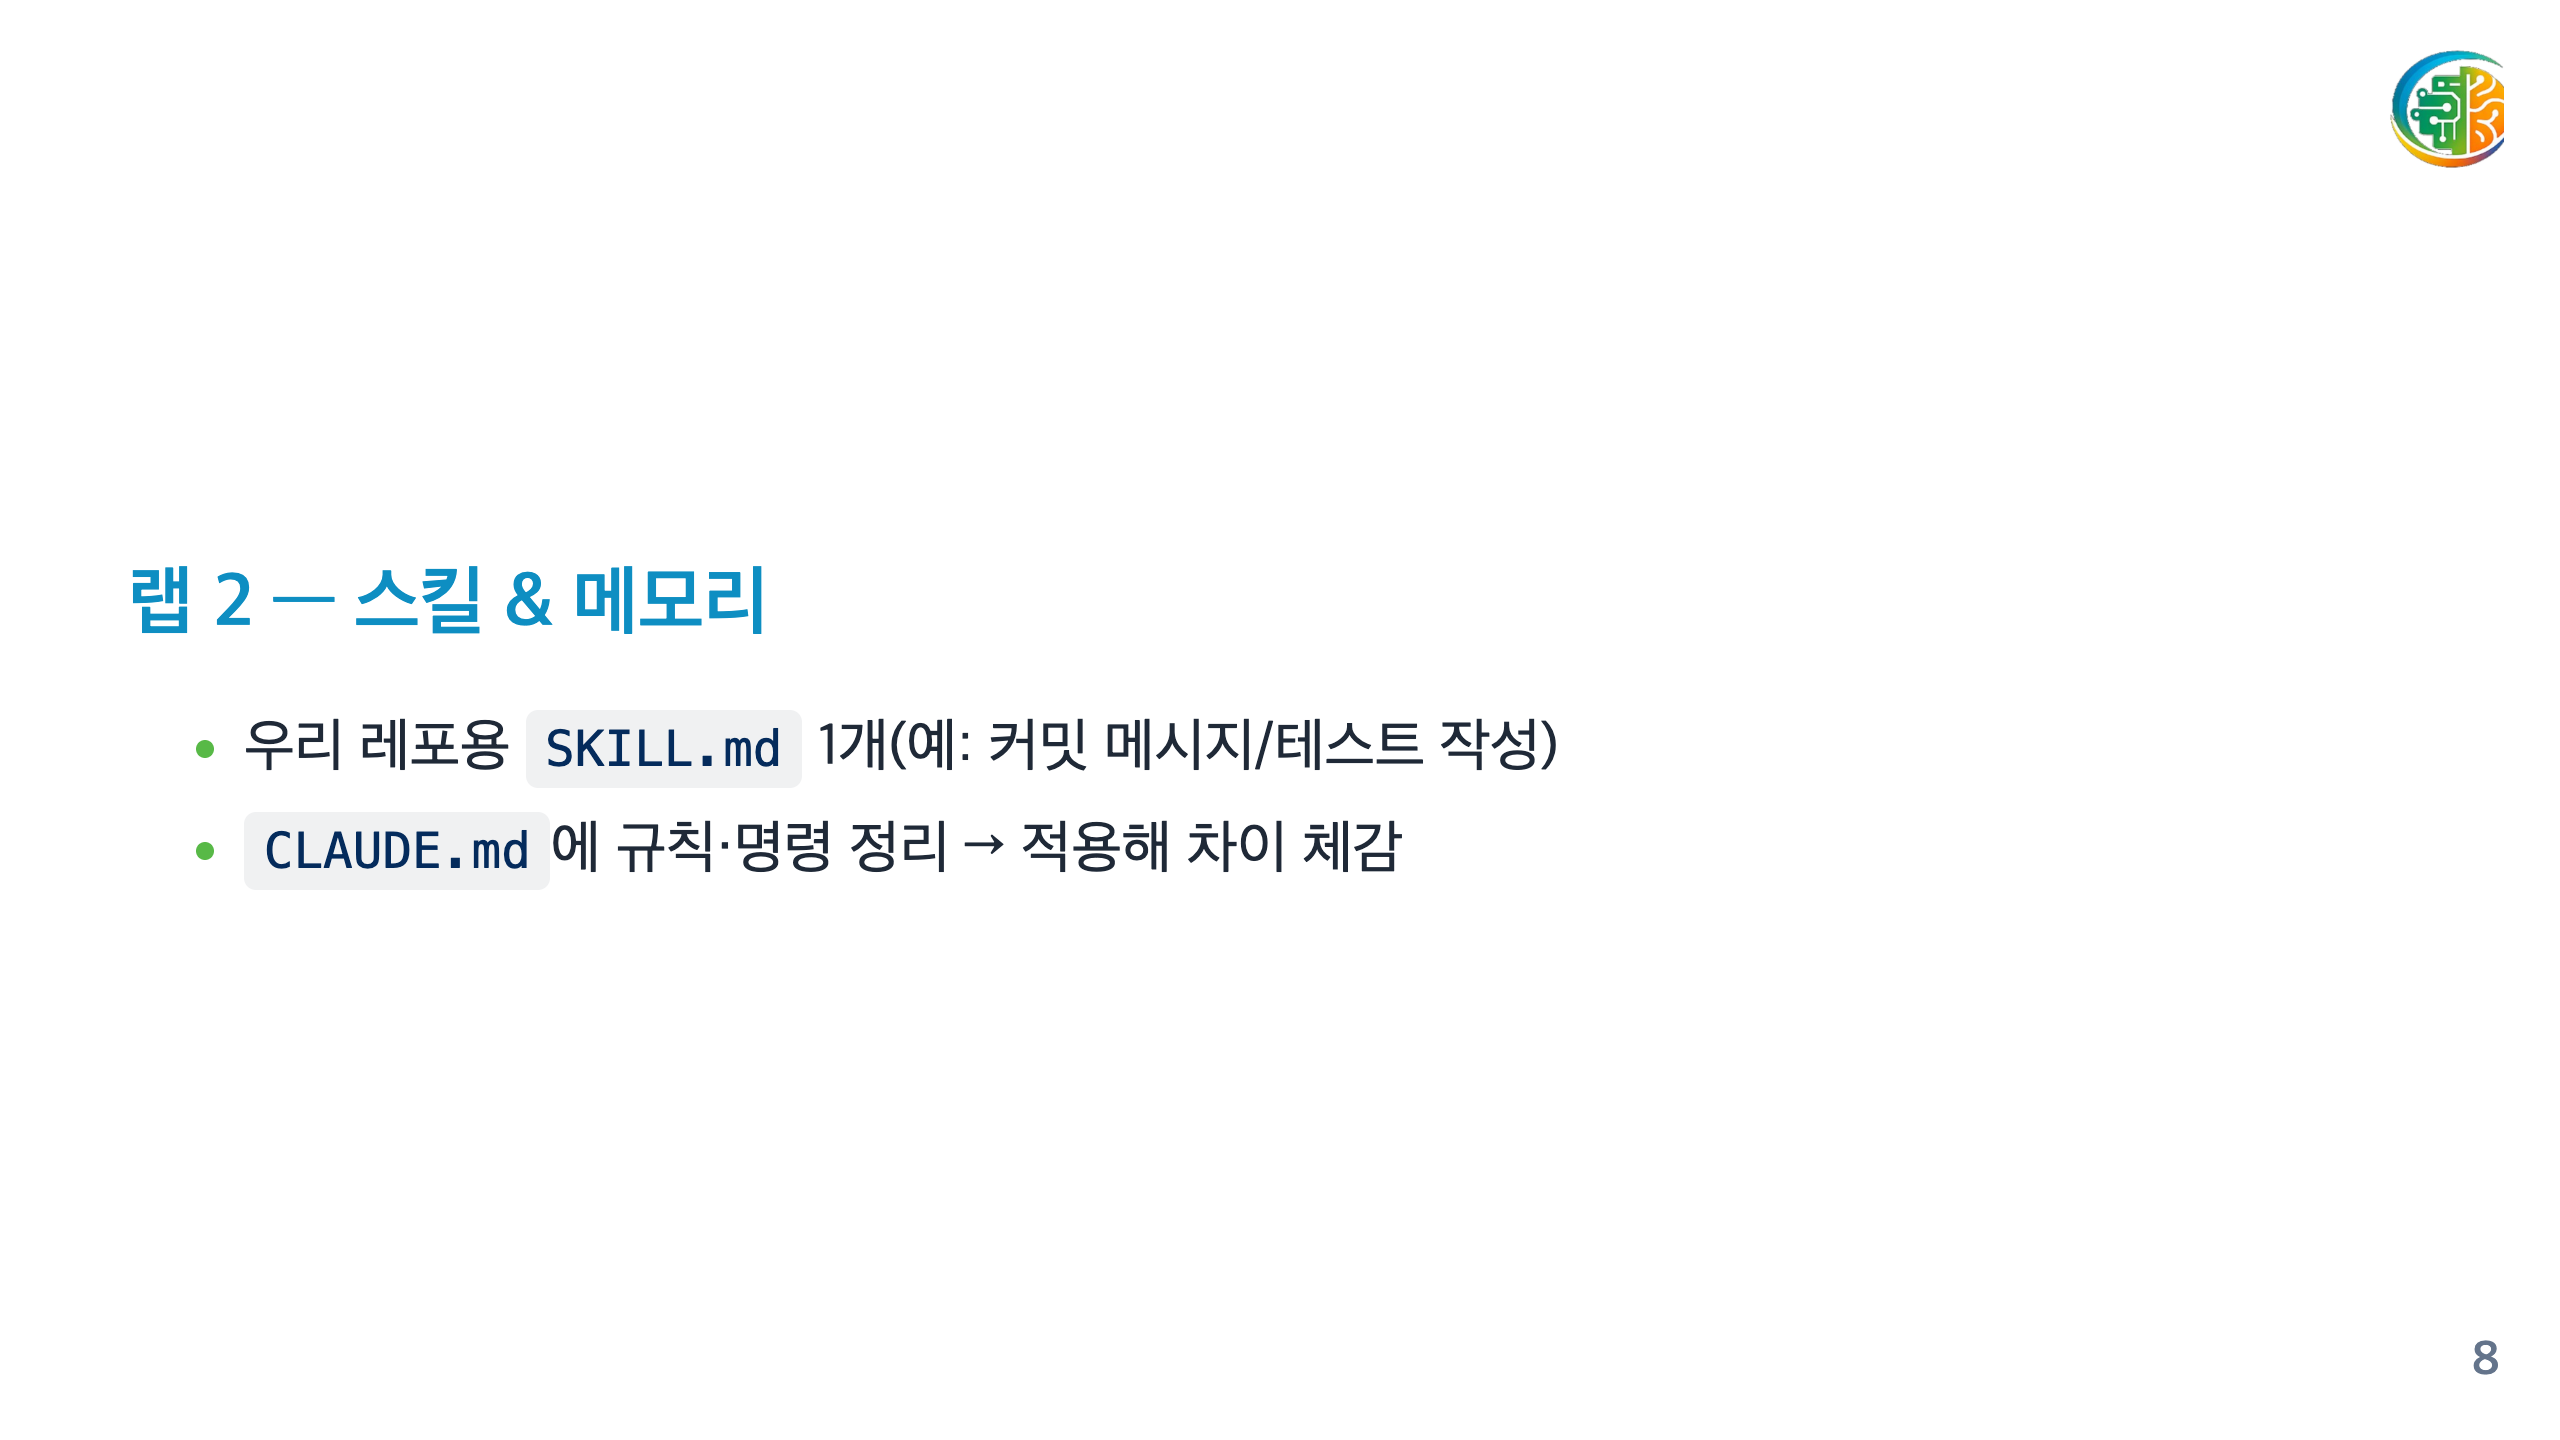 랩 2 — 스킬 & 메모리
우리 레포용 SKILL.md 1개(예: 커밋 메시지/테스트 작성)
CLAUDE.md에 규칙·명령 정리 → 적용해 차이 체감
8